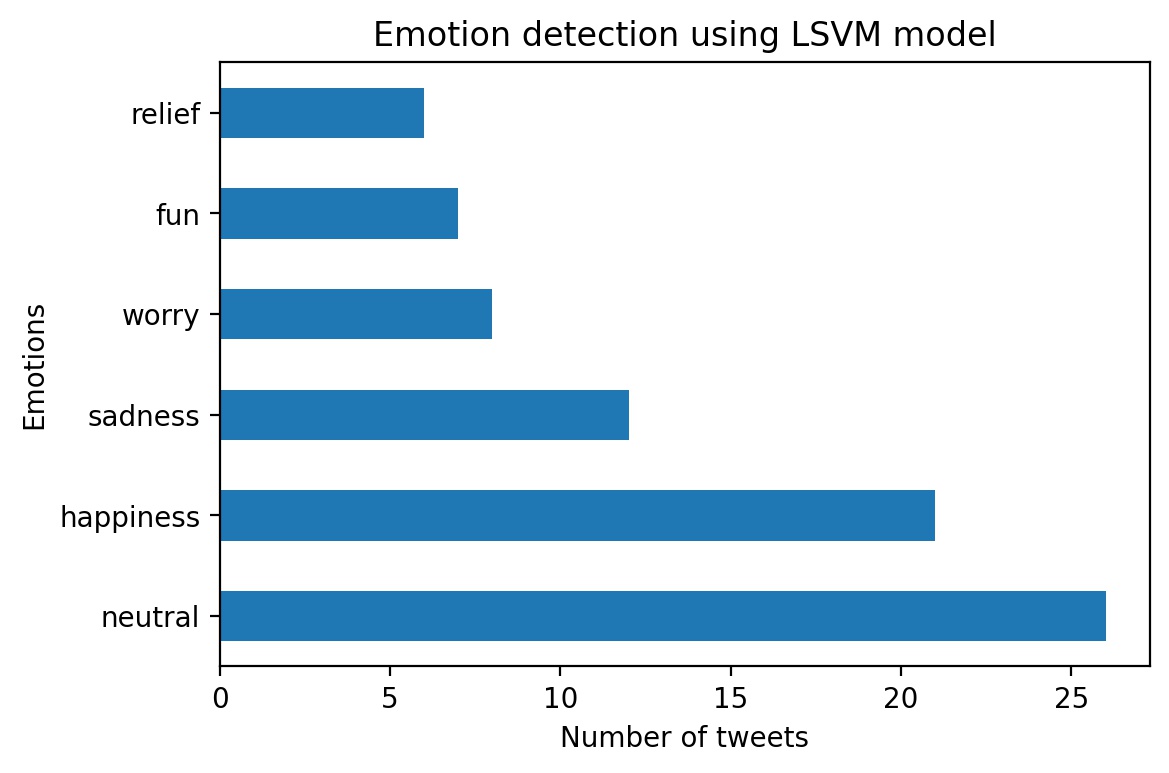 Emotion detection using LSVM model
relief
fun
worry
sadness
happiness
neutral
Emotions
0 5 10 15 20 25
Number of tweets